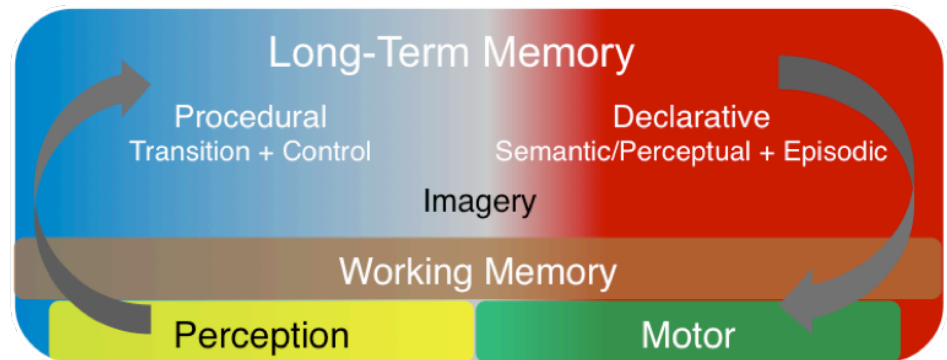 Long-Term Memory
Procedural
Transition + Control
Declarative
Semantic/Perceptual + Episodic
Imagery
Working Memory
Perception
Motor